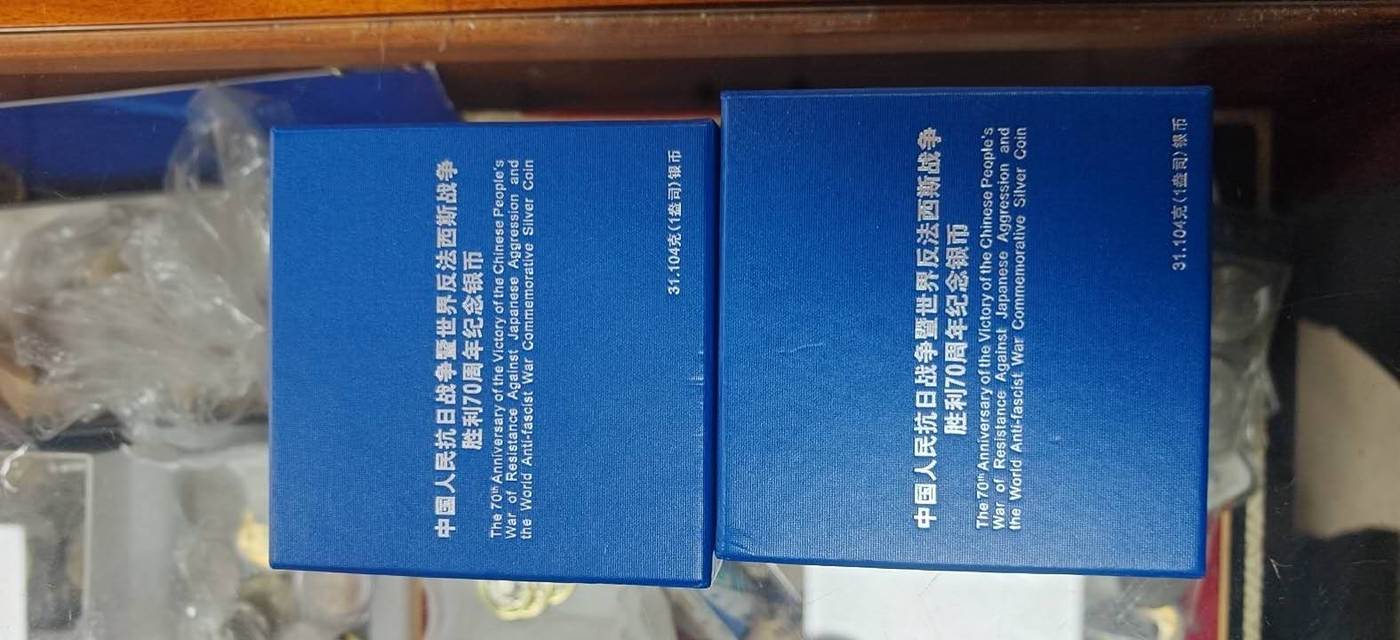 中国人民抗日战争暨世界反法西斯战争
胜利70周年纪念银币
The 70th Anniversary of the Victory of the Chinese People's
War of Resistance Against Japanese Aggression and
the World Anti-fascist War Commemorative Silver Coin
31.104克(1盎司)银币
中国人民抗日战争暨世界反法西斯战争
胜利70周年纪念银币
The 70th Anniversary of the Victory of the Chinese People's
War of Resistance Against Japanese Aggression and
the World Anti-fascist War Commemorative Silver Coin
31.104克(1盎司)银币